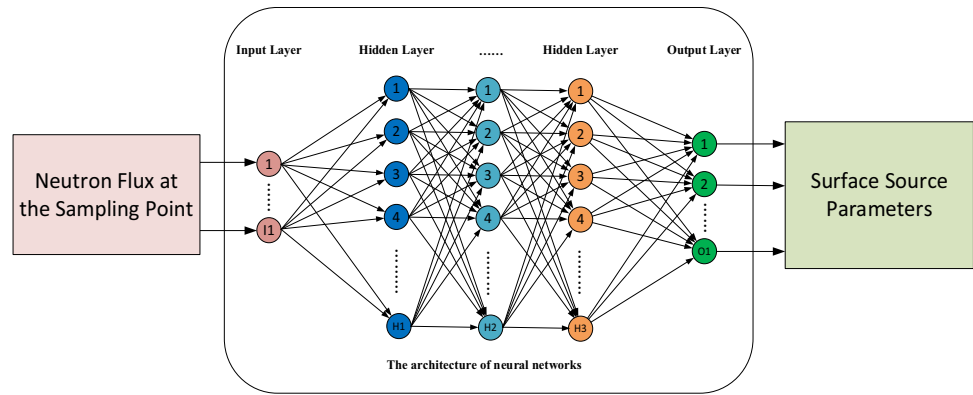 Input Layer
Hidden Layer
......
Hidden Layer
Output Layer
Neutron Flux at
the Sampling Point
1
......
I1
1
2
3
4
......
H1
1
2
3
4
......
H2
1
2
3
4
......
H3
1
2
......
O1
Surface Source
Parameters
The architecture of neural networks